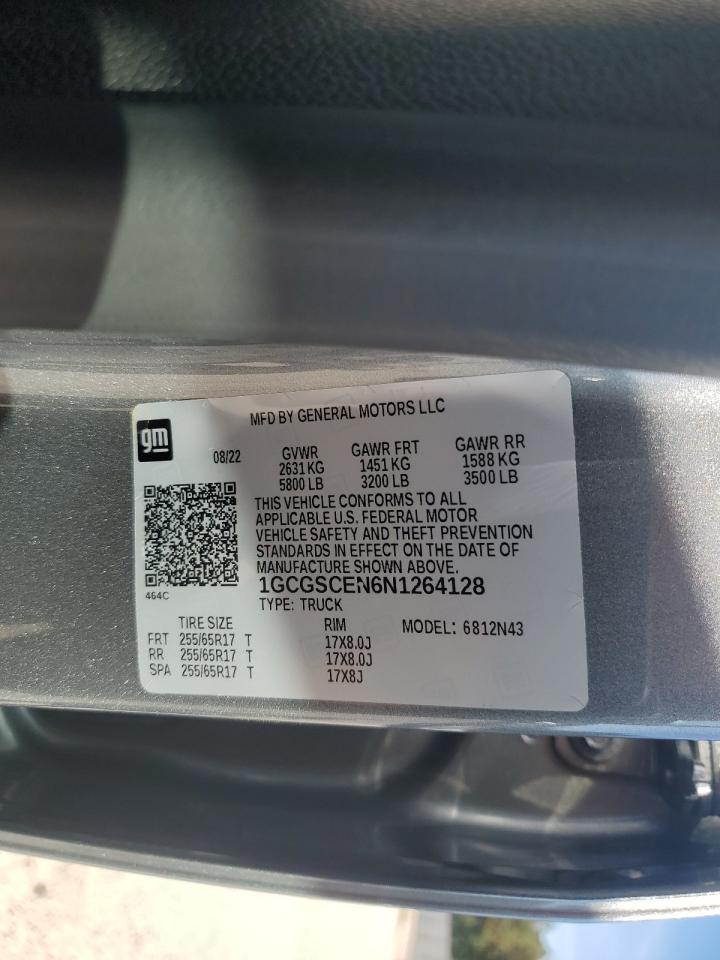 MFD BY GENERAL MOTORS LLC
gm
08/22 GVWR GAWR FRT GAWR RR
2631 KG 1451 KG 1588 KG
5800 LB 3200 LB 3500 LB
THIS VEHICLE CONFORMS TO ALL
APPLICABLE U.S. FEDERAL MOTOR
VEHICLE SAFETY AND THEFT PREVENTION
STANDARDS IN EFFECT ON THE DATE OF
MANUFACTURE SHOWN ABOVE.
1GCGSCEN6N1264128
464C
TYPE: TRUCK
TIRE SIZE RIM MODEL: 6812N43
FRT 255/65R17 T 17X8.0J
RR 255/65R17 T 17X8.0J
SPA 255/65R17 T 17X8J